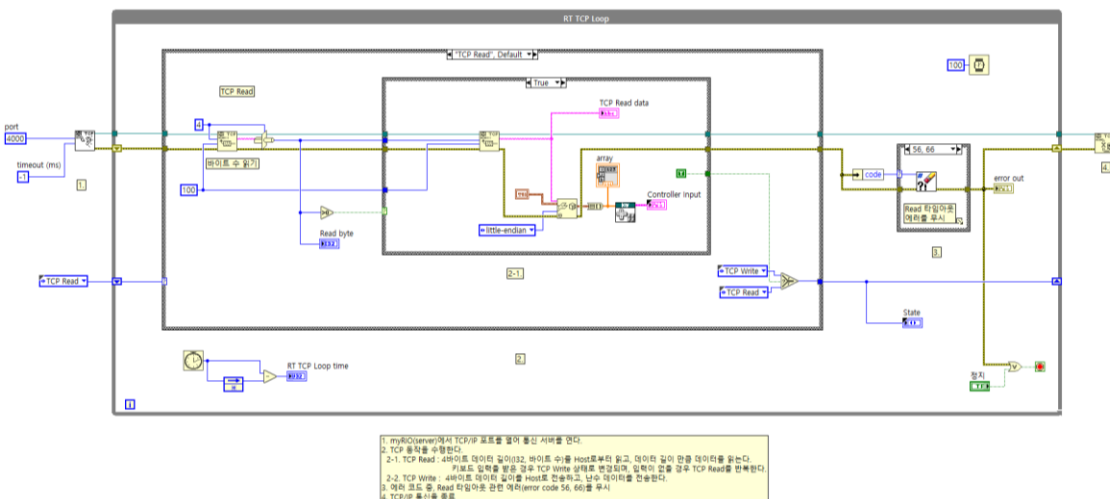 RT TCP Loop
"TCP Read", Default
100
True
TCP Read
TCP Read data
port
4
4000
56, 66
timeout (ms)
바이트 수 읽기
array
code
error out
-1
1.
100
Controller input
Read 타임아웃
에러를 무시
4.
Read byte
little-endian
3.
2-1.
TCP Write
TCP Read
TCP Read
State
2.
RT TCP Loop time
정지
i
1. myRIO(server)에서 TCP/IP 포트를 열어 통신 서버를 연다.
2. TCP 동작을 수행한다.
2-1. TCP Read : 4바이트 데이터 길이(I32, 바이트 수)를 Host로부터 읽고, 데이터 길이 만큼 데이터를 읽는다.
키보드 입력을 받은 경우 TCP Write 상태로 변경되며, 입력이 없을 경우 TCP Read를 반복한다.
2-2. TCP Write : 4바이트 데이터 길이를 Host로 전송하고, 난수 데이터를 전송한다.
3. 에러 코드 중, Read 타임아웃 관련 에러(error code 56, 66)를 무시
4. TCP/IP 통신을 종료